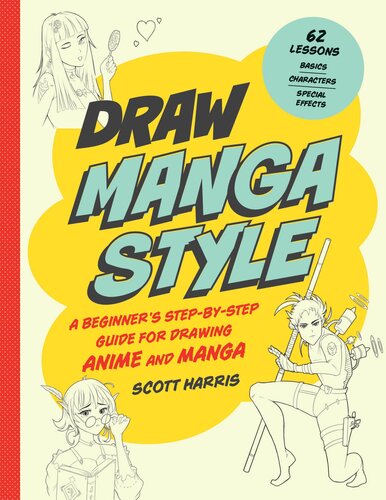 62
LESSONS
BASICS
CHARACTERS
SPECIAL
EFFECTS
DRAW
MANGA
STYLE
A BEGINNER'S STEP-BY-STEP
GUIDE FOR DRAWING
ANIME AND MANGA
SCOTT HARRIS